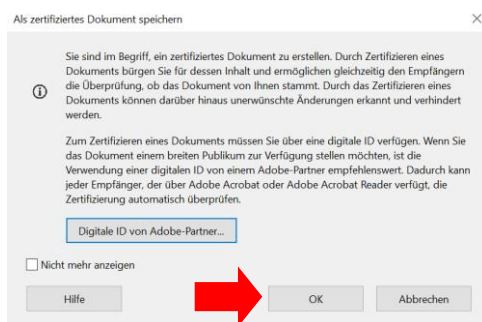 Als zertifiziertes Dokument speichern
Sie sind im Begriff, ein zertifiziertes Dokument zu erstellen. Durch Zertifizieren eines
Dokuments bürgen Sie für dessen Inhalt und ermöglichen gleichzeitig den Empfängern
die Überprüfung, ob das Dokument von Ihnen stammt. Durch das Zertifizieren eines
Dokuments können darüber hinaus unerwünschte Änderungen erkannt und verhindert
werden.
Zum Zertifizieren eines Dokuments müssen Sie über eine digitale ID verfügen. Wenn Sie
das Dokument einem breiten Publikum zur Verfügung stellen möchten, ist die
Verwendung einer digitalen ID von einem Adobe-Partner empfehlenswert. Dadurch kann
jeder Empfänger, der über Adobe Acrobat oder Adobe Acrobat Reader verfügt, die
Zertifizierung automatisch überprüfen.
Digitale ID von Adobe-Partner...
Nicht mehr anzeigen
Hilfe OK Abbrechen